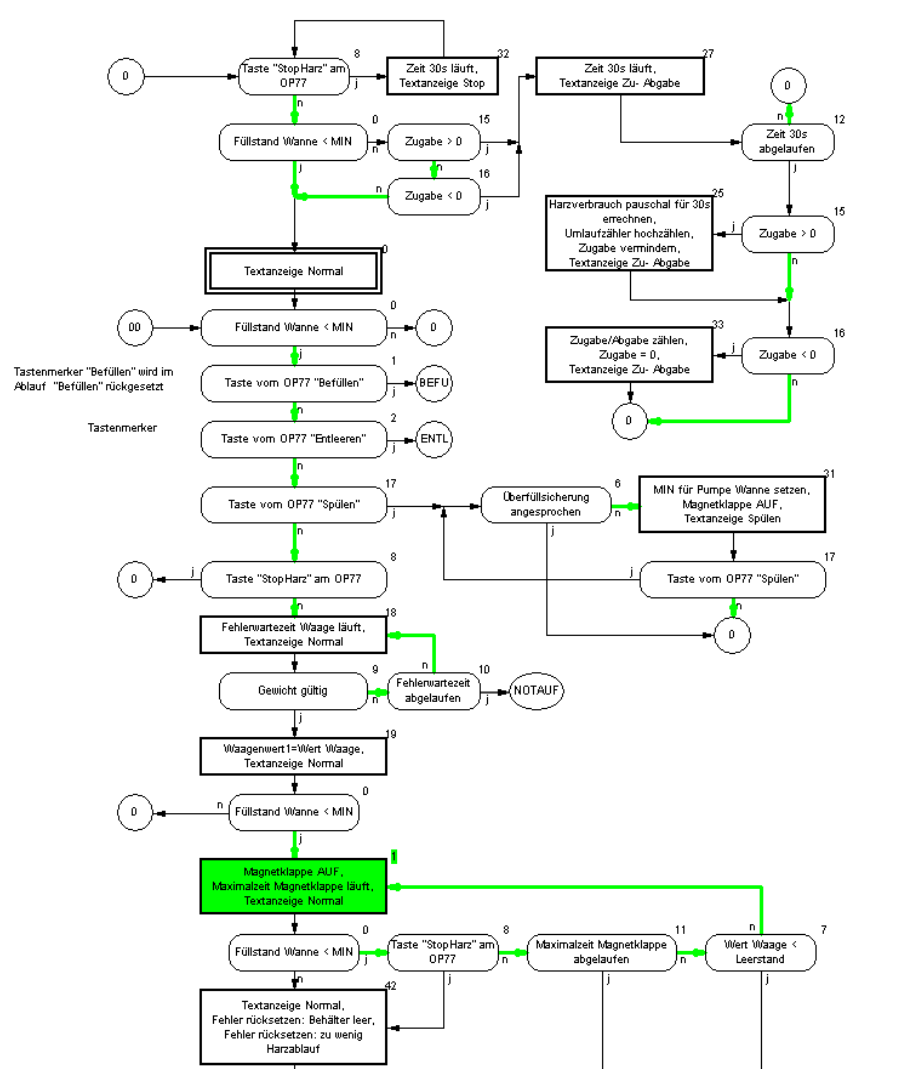 0
8
Taste "StopHarz" am
OP77
j
n
32
Zeit 30s läuft,
Textanzeige Stop
27
Zeit 30s läuft,
Textanzeige Zu- Abgabe
0
n
12
Zeit 30s
abgelaufen
j
0
Füllstand Wanne < MIN
n
j
15
Zugabe > 0
j
n
16
Zugabe < 0
n
j
25
Harzverbrauch pauschal für 30s
errechnen,
Umlaufzähler hochzählen,
Zugabe vermindern,
Textanzeige Zu- Abgabe
15
Zugabe > 0
j
n
0
Textanzeige Normal
00
0
Füllstand Wanne < MIN
n
j
0
33
Zugabe/Abgabe zählen,
Zugabe = 0,
Textanzeige Zu- Abgabe
16
Zugabe < 0
j
n
0
Tastenmerker "Befüllen" wird im
Ablauf "Befüllen" rückgesetzt
1
Taste vom OP77 "Befüllen"
j
n
BEFU
Tastenmerker
2
Taste vom OP77 "Entleeren"
j
n
ENTL
17
Taste vom OP77 "Spülen"
j
n
6
Überfüllsicherung
angesprochen
n
j
31
MIN für Pumpe Wanne setzen,
Magnetklappe AUF,
Textanzeige Spülen
17
Taste vom OP77 "Spülen"
j
n
0
0
8
Taste "StopHarz" am OP77
j
n
18
Fehlerwartezeit Waage läuft,
Textanzeige Normal
9
Gewicht gültig
n
j
10
Fehlerwartezeit
abgelaufen
n
j
NOTAUF
19
Waagenwert1=Wert Waage,
Textanzeige Normal
0
0
Füllstand Wanne < MIN
n
j
1
Magnetklappe AUF,
Maximalzeit Magnetklappe läuft,
Textanzeige Normal
0
Füllstand Wanne < MIN
j
n
8
Taste "StopHarz" am
OP77
n
j
11
Maximalzeit Magnetklappe
abgelaufen
n
j
7
Wert Waage <
Leerstand
n
j
42
Textanzeige Normal,
Fehler rücksetzen: Behälter leer,
Fehler rücksetzen: zu wenig
Harzablauf